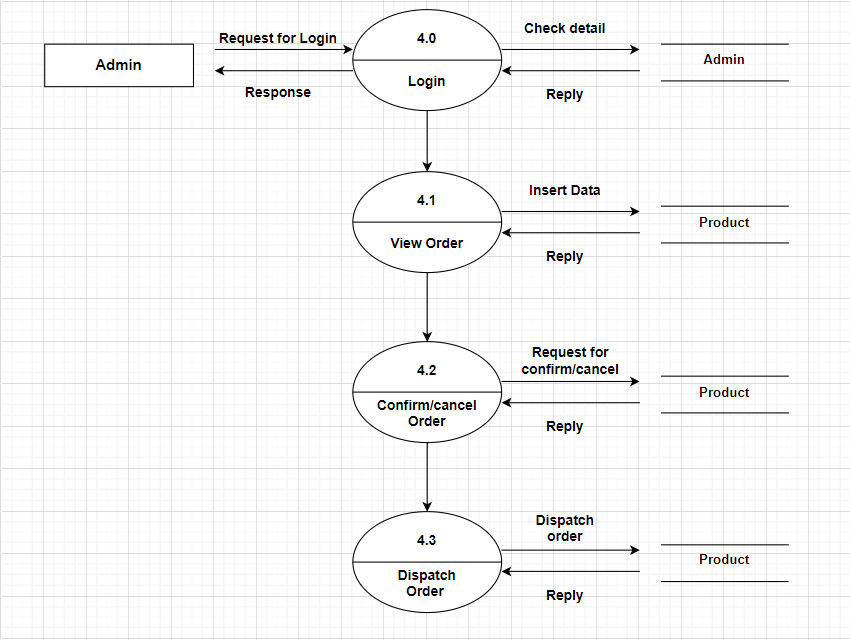 Admin
Request for Login
Response
4.0
Login
Check detail
Reply
Admin
4.1
View Order
Insert Data
Reply
Product
4.2
Confirm/cancel
Order
Request for
confirm/cancel
Reply
Product
4.3
Dispatch
Order
Dispatch
order
Reply
Product